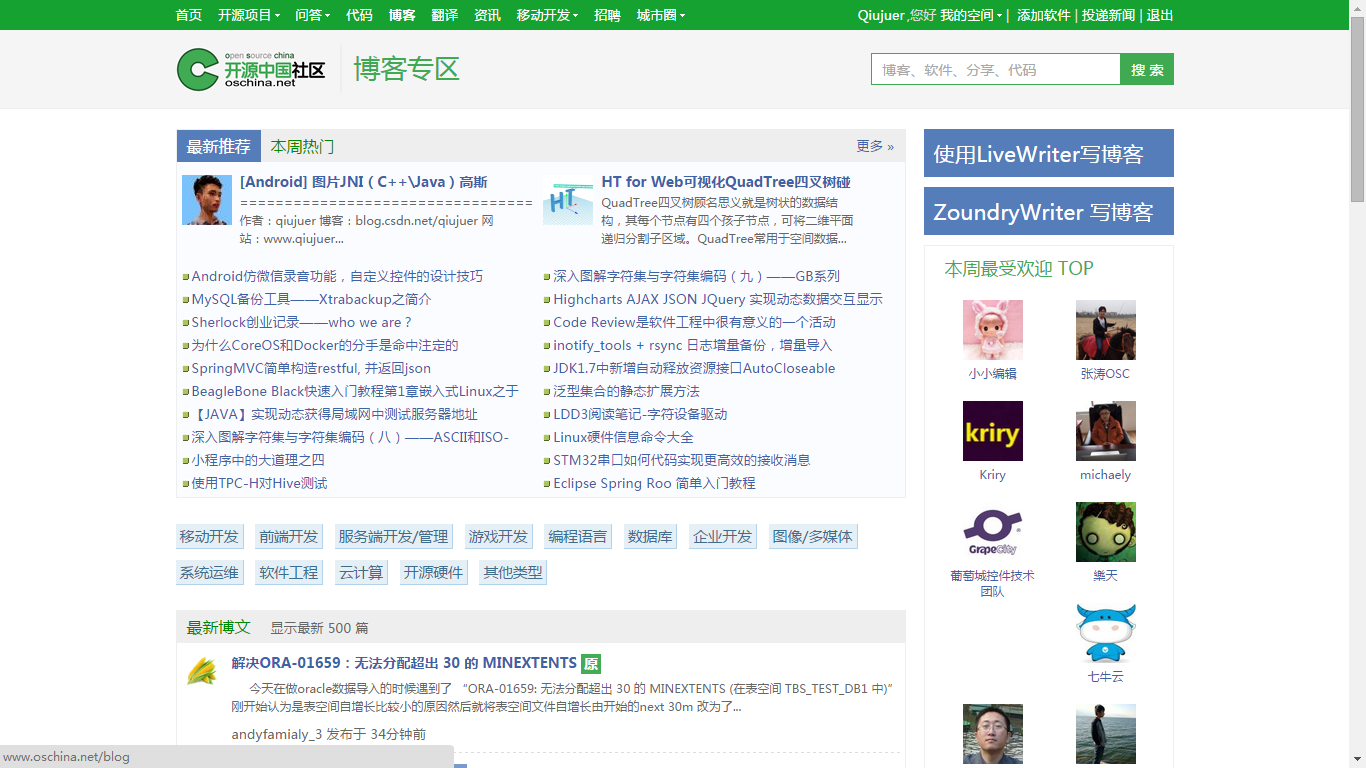 首页 开源项目 问答 代码 博客 翻译 资讯 移动开发 招聘 城市圈 Qiujuer ,您好 我的空间 | 添加软件 | 投递新闻 | 退出
open source china
开源中国社区
oschina.net
博客专区
博客、软件、分享、代码
搜 索
最新推荐 本周热门 更多 »
[Android] 图片JNI（C++\Java）高斯
================================
作者：qiujuer 博客：blog.csdn.net/qiujuer 网
站：www.qiujuer...
HT
HT for Web可视化QuadTree四叉树碰
QuadTree四叉树顾名思义就是树状的数据结
构，其每个节点有四个孩子节点，可将二维平面
递归分割子区域。QuadTree常用于空间数据...
Android仿微信录音功能，自定义控件的设计技巧
MySQL备份工具——Xtrabackup之简介
Sherlock创业记录——who we are ?
为什么CoreOS和Docker的分手是命中注定的
SpringMVC简单构造restful, 并返回json
BeagleBone Black快速入门教程第1章嵌入式Linux之于
【JAVA】实现动态获得局域网中测试服务器地址
深入图解字符集与字符集编码（八）——ASCII和ISO-
小程序中的大道理之四
使用TPC-H对Hive测试
深入图解字符集与字符集编码（九）——GB系列
Highcharts AJAX JSON JQuery 实现动态数据交互显示
Code Review是软件工程中很有意义的一个活动
inotify_tools + rsync 日志增量备份，增量导入
JDK1.7中新增自动释放资源接口AutoCloseable
泛型集合的静态扩展方法
LDD3阅读笔记-字符设备驱动
Linux硬件信息命令大全
STM32串口如何代码实现更高效的接收消息
Eclipse Spring Roo 简单入门教程
移动开发 前端开发 服务端开发/管理 游戏开发 编程语言 数据库 企业开发 图像/多媒体
系统运维 软件工程 云计算 开源硬件 其他类型
最新博文 显示最新 500 篇
解决ORA-01659：无法分配超出 30 的 MINEXTENTS 原
今天在做oracle数据导入的时候遇到了 “ORA-01659: 无法分配超出 30 的 MINEXTENTS (在表空间 TBS_TEST_DB1 中)”
刚开始认为是表空间自增长比较小的原因然后就将表空间文件自增长由开始的next 30m 改为了...
andyfamialy_3 发布于 34分钟前
使用LiveWriter写博客
ZoundryWriter 写博客
本周最受欢迎 TOP
小小编辑 张涛OSC
kriry
Kriry michaely
GrapeCity
葡萄城控件技术
团队
樂天
七牛云
www.oschina.net/blog